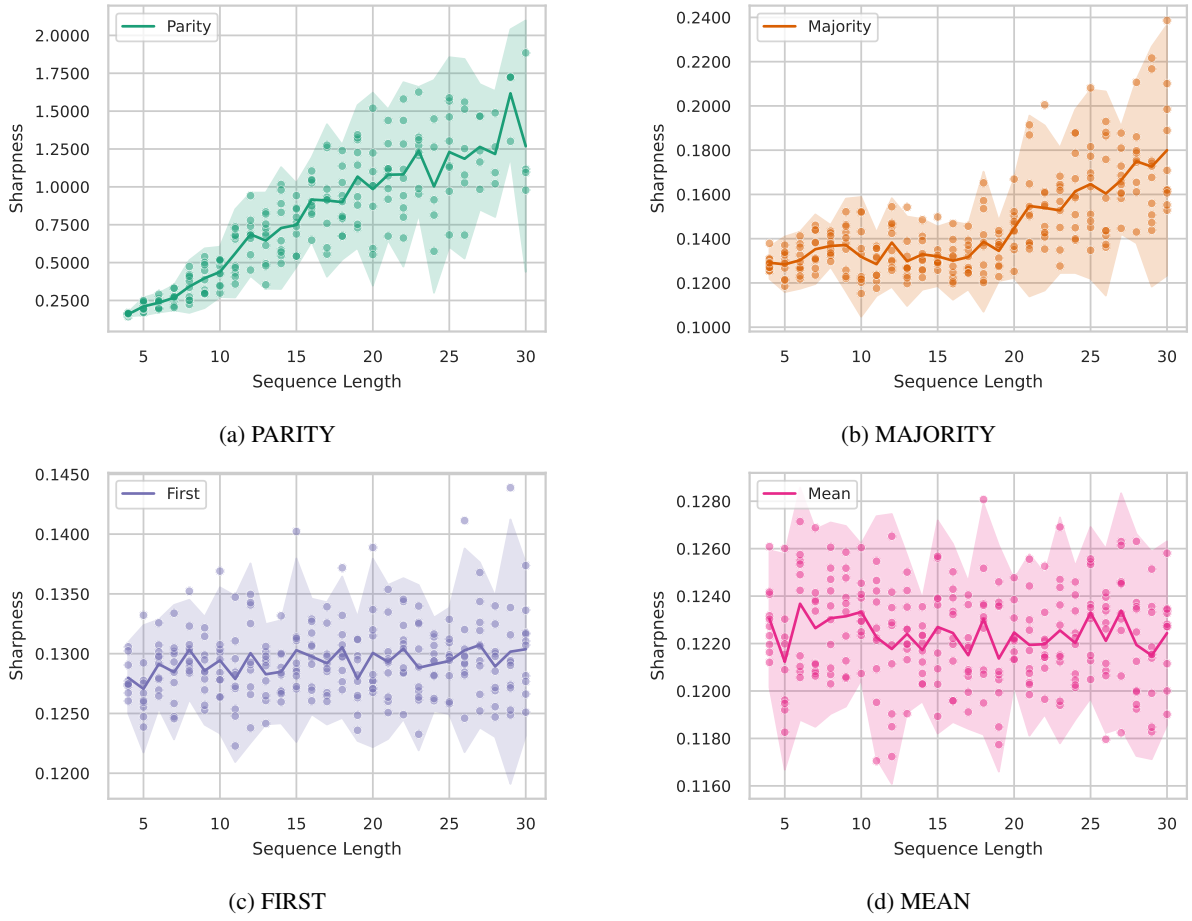 Parity
2.0000
1.7500
1.5000
1.2500
1.0000
0.7500
0.5000
0.2500
Sharpness
5 10 15 20 25 30
Sequence Length
(a) PARITY
Majority
0.2400
0.2200
0.2000
0.1800
0.1600
0.1400
0.1200
0.1000
Sharpness
5 10 15 20 25 30
Sequence Length
(b) MAJORITY
First
0.1450
0.1400
0.1350
0.1300
0.1250
0.1200
Sharpness
5 10 15 20 25 30
Sequence Length
(c) FIRST
Mean
0.1280
0.1260
0.1240
0.1220
0.1200
0.1180
0.1160
Sharpness
5 10 15 20 25 30
Sequence Length
(d) MEAN